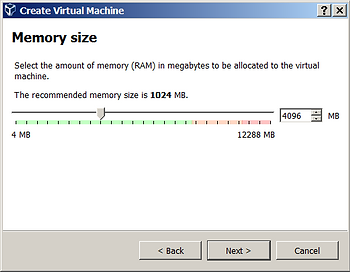 Create Virtual Machine
Memory size
Select the amount of memory (RAM) in megabytes to be allocated to the virtual
machine.
The recommended memory size is 1024 MB.
4096 MB
4 MB 12288 MB
< Back Next > Cancel